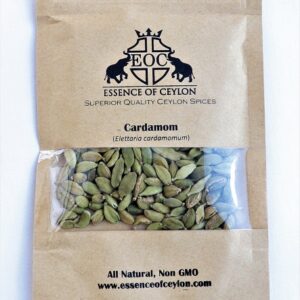 EOC
ESSENCE OF CEYLON
SUPERIOR QUALITY CEYLON SPICES
Cardamom
(Elettaria cardamomum)
All Natural, Non GMO
www.essenceofceylon.com